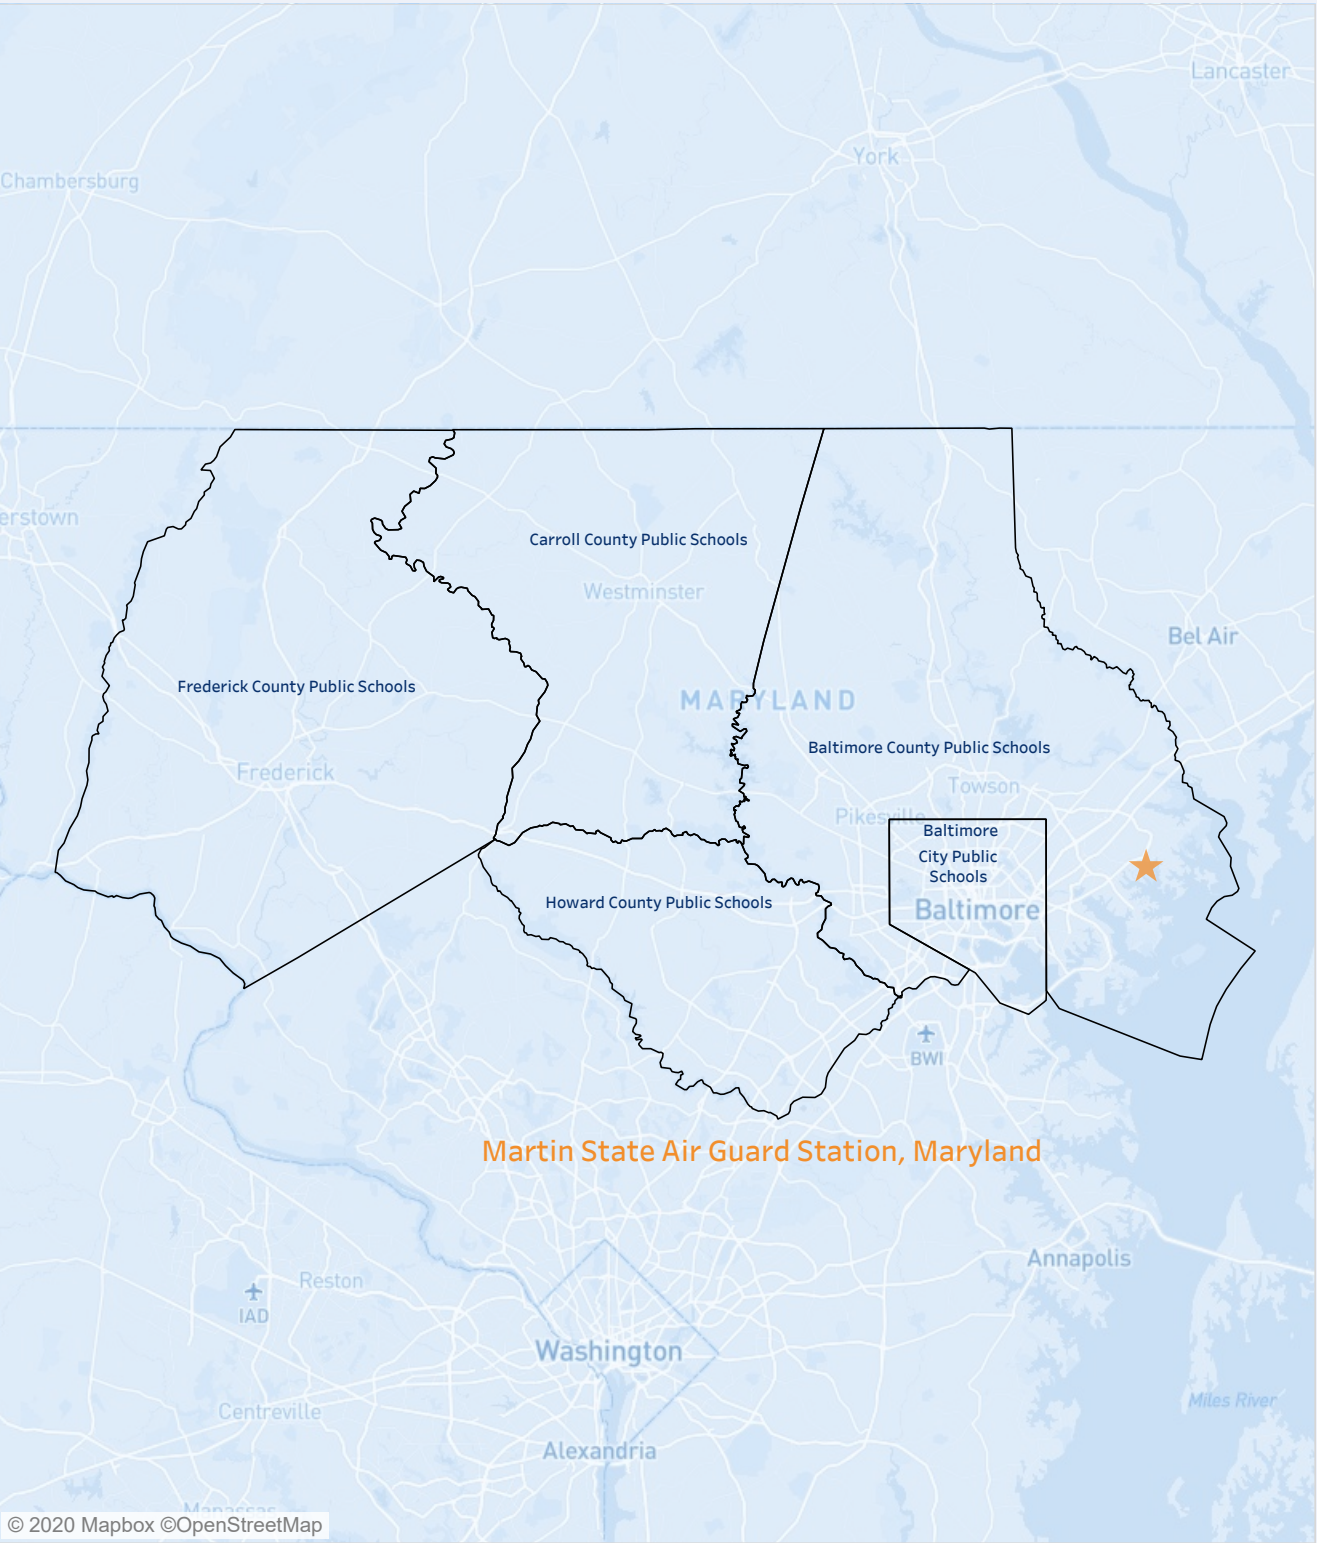 Lancaster
York
Chambersburg
erstown
Carroll County Public Schools
Westminster
Bel Air
Frederick County Public Schools
MARYLAND
Baltimore County Public Schools
Frederick
Towson
Pikesville
Baltimore
City Public
Schools
Howard County Public Schools
Baltimore
BWI
Martin State Air Guard Station, Maryland
Annapolis
Reston
IAD
Washington
Miles River
Centreville
Alexandria
Manassas
© 2020 Mapbox ©OpenStreetMap